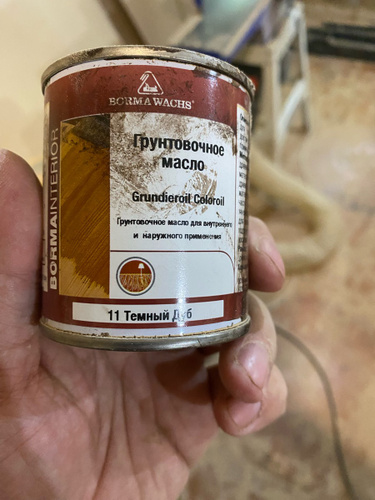 BORMA WACHS®
BORMAINTERIOR
Грунтовочное
масло
Grundieroil Coloroil
Грунтовочное масло для внутреннего
и наружного применения
11 Темный Дуб